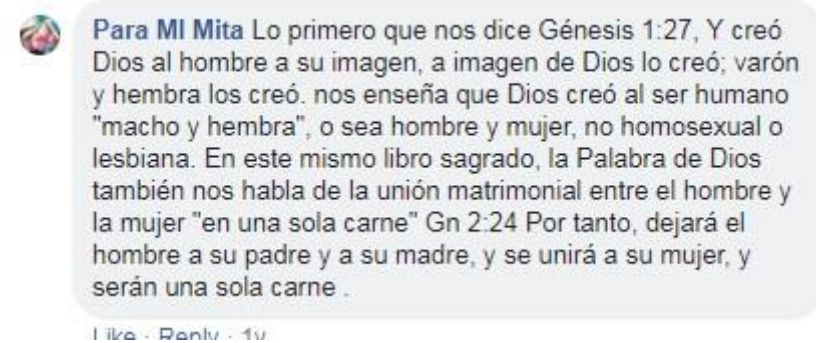 Para MI Mita Lo primero que nos dice Génesis 1:27, Y creó
Dios al hombre a su imagen, a imagen de Dios lo creó; varón
y hembra los creó. nos enseña que Dios creó al ser humano
"macho y hembra", o sea hombre y mujer, no homosexual o
lesbiana. En este mismo libro sagrado, la Palabra de Dios
también nos habla de la unión matrimonial entre el hombre y
la mujer "en una sola carne" Gn 2:24 Por tanto, dejará el
hombre a su padre y a su madre, y se unirá a su mujer, y
serán una sola carne .
Like · Reply · 1y